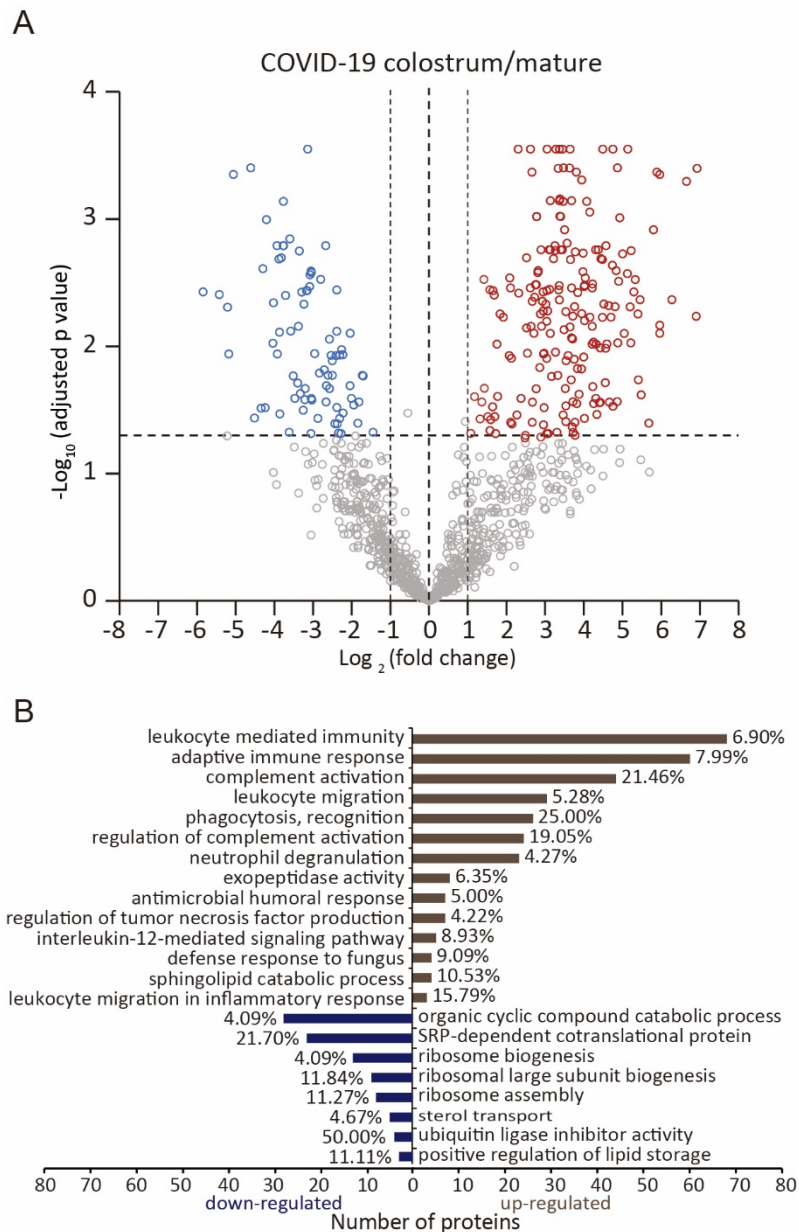 A
COVID-19 colostrum/mature
4
3
2
1
0
-Log10 (adjusted p value)
-8 -7 -6 -5 -4 -3 -2 -1 0 1 2 3 4 5 6 7 8
Log 2 (fold change)
B
leukocyte mediated immunity 6.90%
adaptive immune response 7.99%
complement activation 21.46%
leukocyte migration 5.28%
phagocytosis, recognition 25.00%
regulation of complement activation 19.05%
neutrophil degranulation 4.27%
exopeptidase activity 6.35%
antimicrobial humoral response 5.00%
regulation of tumor necrosis factor production 4.22%
interleukin-12-mediated signaling pathway 8.93%
defense response to fungus 9.09%
sphingolipid catabolic process 10.53%
leukocyte migration in inflammatory response 15.79%
4.09% organic cyclic compound catabolic process
21.70% SRP-dependent cotranslational protein
4.09% ribosome biogenesis
11.84% ribosomal large subunit biogenesis
11.27% ribosome assembly
4.67% sterol transport
50.00% ubiquitin ligase inhibitor activity
11.11% positive regulation of lipid storage
80 70 60 50 40 30 20 10 0 10 20 30 40 50 60 70 80
down-regulated up-regulated
Number of proteins